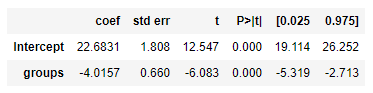 coef std err t P>|t| [0.025 0.975]
Intercept 22.6831 1.808 12.547 0.000 19.114 26.252
groups -4.0157 0.660 -6.083 0.000 -5.319 -2.713